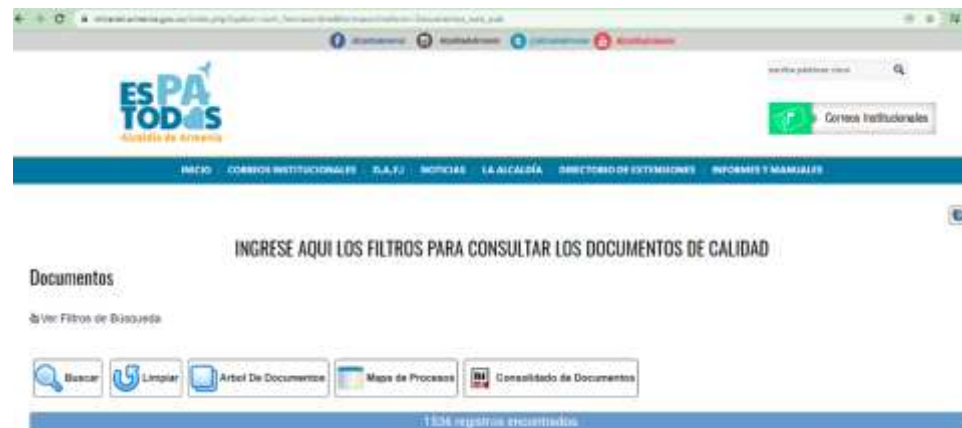 ES PA
TODOS
Alcaldía de Armenia
Correos Institucionales
INICIO CORREOS INSTITUCIONALES D.A.F.I NOTICIAS LA ALCALDÍA DIRECTORIO DE EXTENSIONES INFORMES Y MANUALES
INGRESE AQUI LOS FILTROS PARA CONSULTAR LOS DOCUMENTOS DE CALIDAD
Documentos
Ver Filtros de Búsqueda
Buscar Limpiar Arbol De Documentos Mapa de Procesos Consolidado de Documentos
1536 registros encontrados